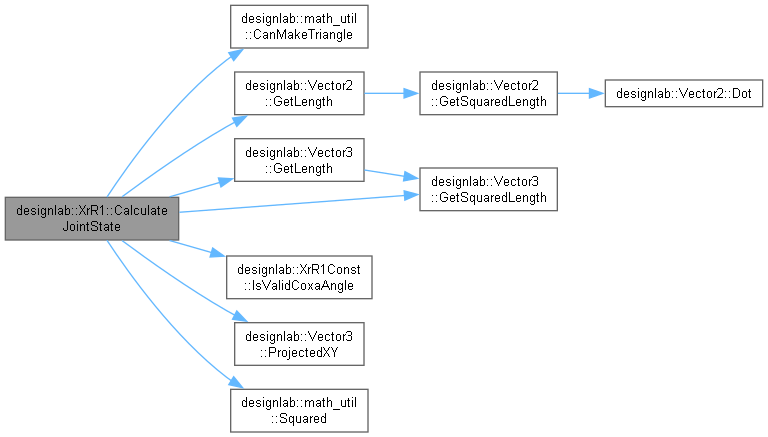 designlab::math_util
::CanMakeTriangle
designlab::Vector2
::GetLength
designlab::Vector2
::GetSquaredLength
designlab::Vector2::Dot
designlab::Vector3
::GetLength
designlab::Vector3
::GetSquaredLength
designlab::XrR1::Calculate
JointState
designlab::XrR1Const
::IsValidCoxaAngle
designlab::Vector3
::ProjectedXY
designlab::math_util
::Squared